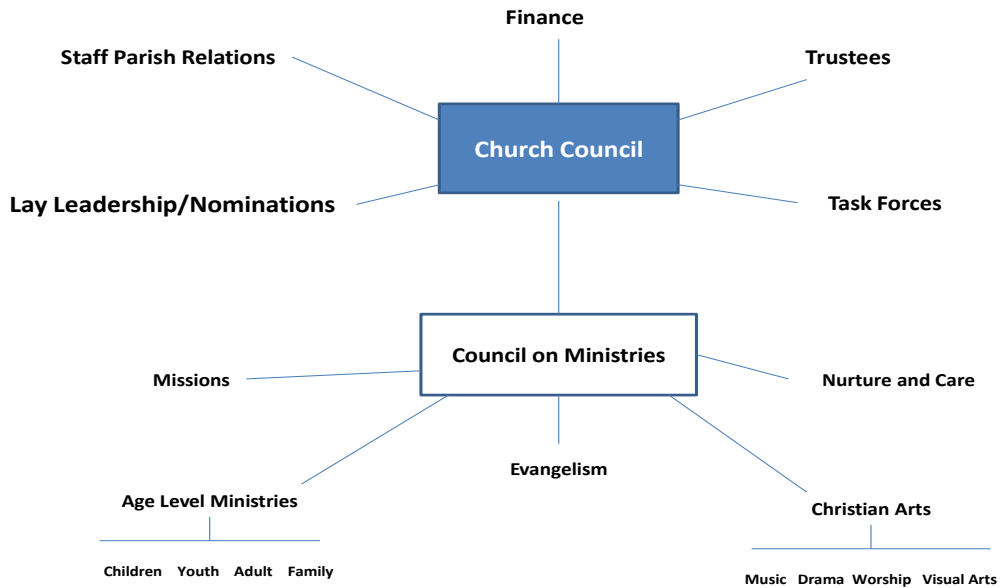 Finance
Staff Parish Relations
Trustees
Church Council
Lay Leadership/Nominations
Task Forces
Council on Ministries
Missions
Nurture and Care
Evangelism
Age Level Ministries
Christian Arts
Children Youth Adult Family
Music Drama Worship Visual Arts